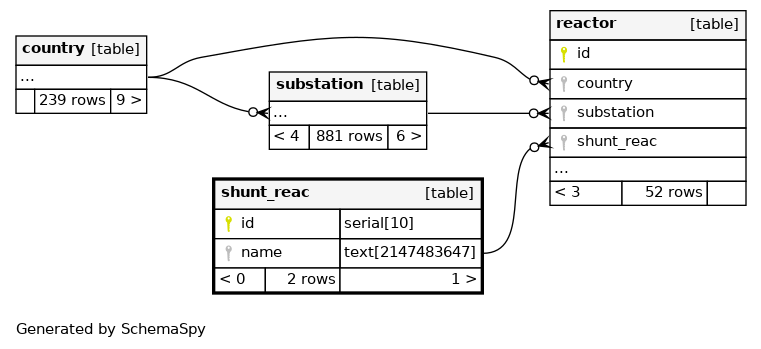 country [table]
...
239 rows 9 >
substation [table]
...
< 4 881 rows 6 >
reactor [table]
id
country
substation
shunt_reac
...
< 3 52 rows
shunt_reac [table]
id serial[10]
name text[2147483647]
< 0 2 rows 1 >
Generated by SchemaSpy